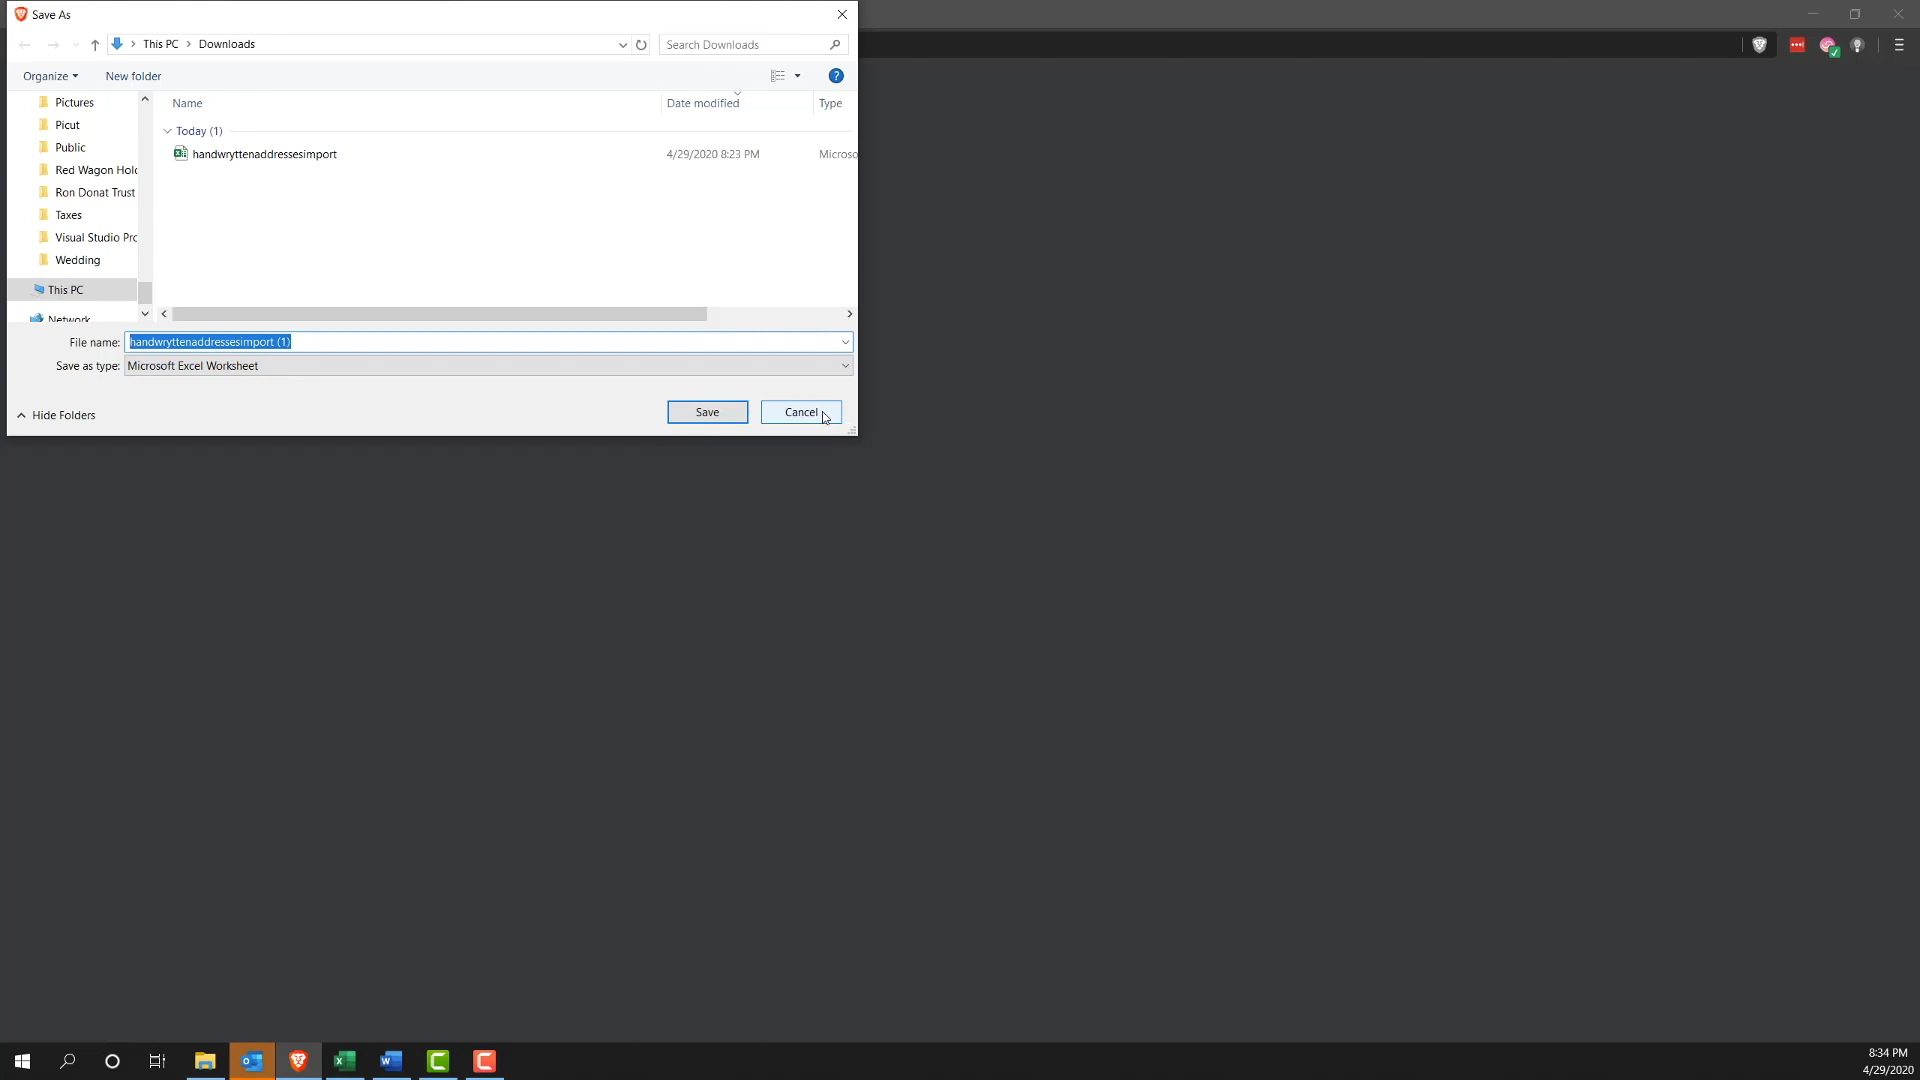 Save As
This PC > Downloads
Search Downloads
Organize
New folder
?
Name
Date modified
Type
Pictures
Picut
Public
Red Wagon Hol
Ron Donat Trust
Taxes
Visual Studio Pro
Wedding
This PC
Network
Today (1)
handwryttenaddressesimport
4/29/2020 8:23 PM
Microso
File name:
handwryttenaddressesimport (1)
Save as type:
Microsoft Excel Worksheet
Hide Folders
Save
Cancel
8:34 PM
4/29/2020